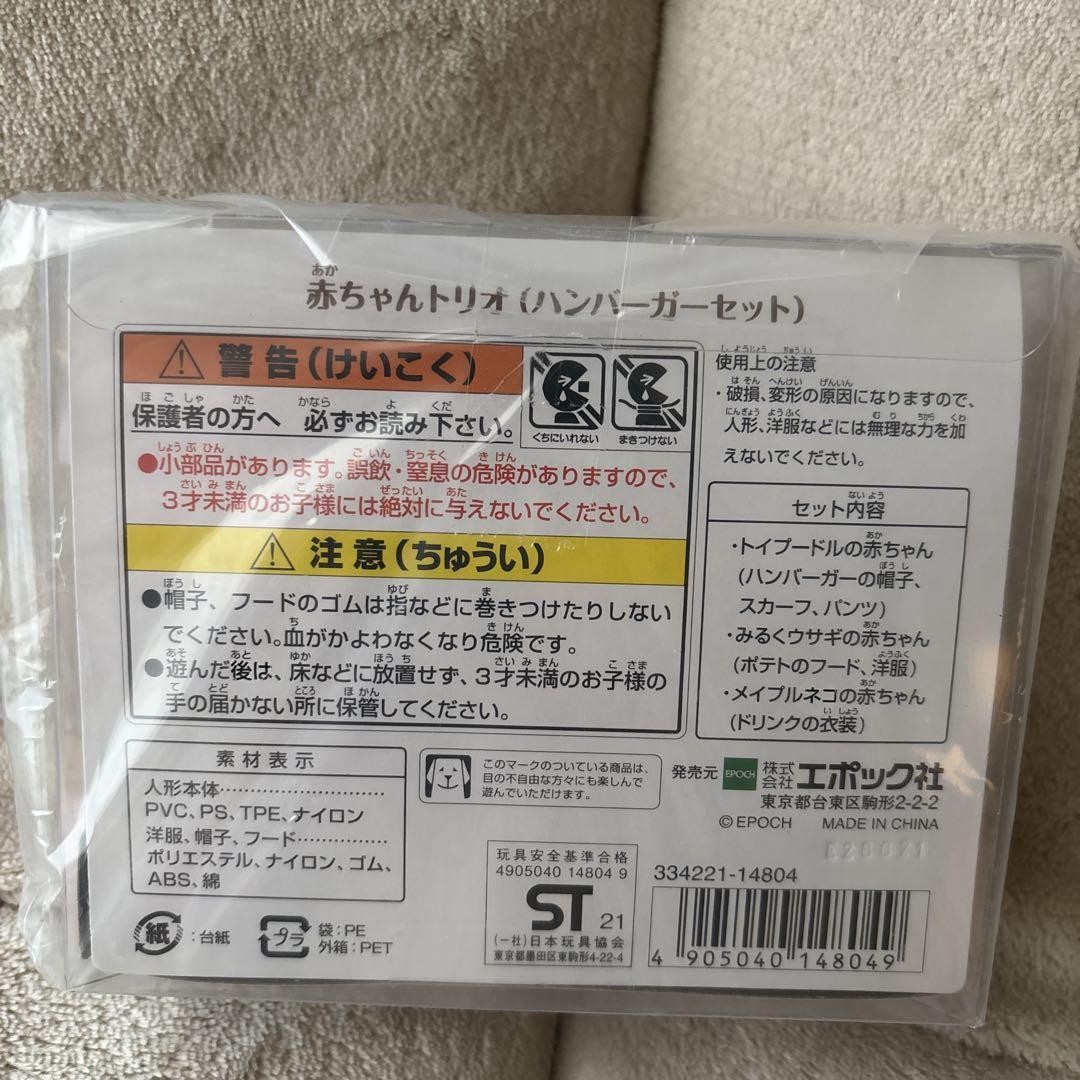 赤ちゃんトリオ(ハンバーガーセット)
警告(けいこく)
保護者の方へ 必ずお読み下さい。
●小部品があります。誤飲・窒息の危険がありますので、
3才未満のお子様には絶対に与えないでください。
くちにいれない
まきつけない
注意(ちゅうい)
●帽子、フードのゴムは指などに巻きつけたりしない
でください。血がかよわなくなり危険です。
●遊んだ後は、床などに放置せず、3才未満のお子様の
手の届かない所に保管してください。
使用上の注意
・破損、変形の原因になりますので、
人形、洋服などには無理な力を加
えないでください。
セット内容
・トイプードルの赤ちゃん
(ハンバーガーの帽子、
スカーフ、パンツ)
・みるくウサギの赤ちゃん
(ポテトのフード、洋服)
・メイプルネコの赤ちゃん
(ドリンクの衣装)
素材表示
人形本体…………………………
PVC、PS、TPE、ナイロン
洋服、帽子、フード……………
ポリエステル、ナイロン、ゴム、
ABS、綿
このマークのついている商品は、
目の不自由な方々にも楽しんで
遊んでいただけます。
発売元 EPOCH 株式会社 エポック社
東京都台東区駒形2-2-2
©EPOCH MADE IN CHINA
E26021
紙 :台紙
プラ 袋:PE
外箱:PET
玩具安全基準合格
4905040 14804 9
ST 21
(一社)日本玩具協会
東京都墨田区東駒形4-22-4
334221-14804
4 905040 148049